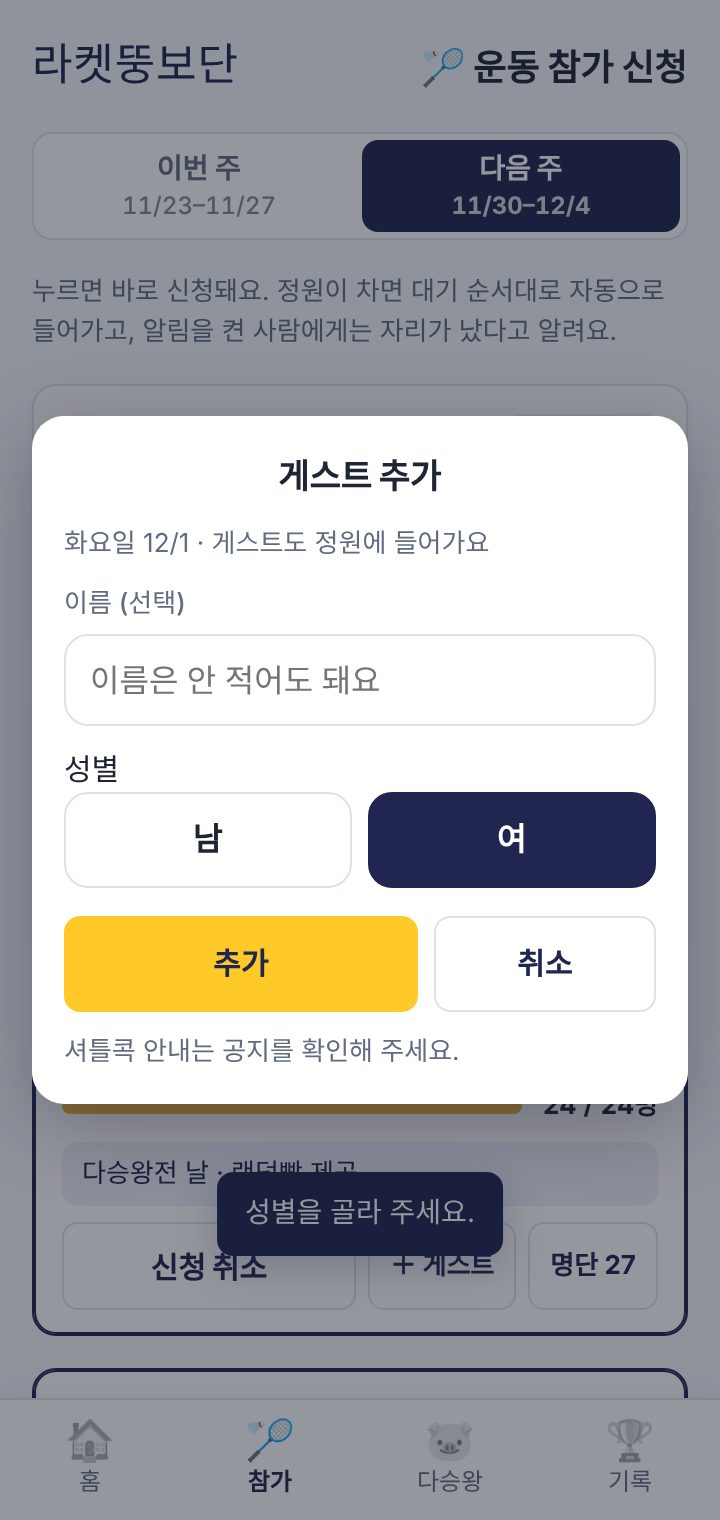 라켓뚱보단
운동 참가 신청
이번 주
11/23–11/27
다음 주
11/30–12/4
누르면 바로 신청돼요. 정원이 차면 대기 순서대로 자동으로
들어가고, 알림을 켠 사람에게는 자리가 났다고 알려요.
게스트 추가
화요일 12/1 · 게스트도 정원에 들어가요
이름 (선택)
이름은 안 적어도 돼요
성별
남
여
추가
취소
셔틀콕 안내는 공지를 확인해 주세요.
24 / 24명
다승왕전 날 ·
성별을 골라 주세요.
신청 취소
+ 게스트
명단 27
홈
참가
다승왕
기록